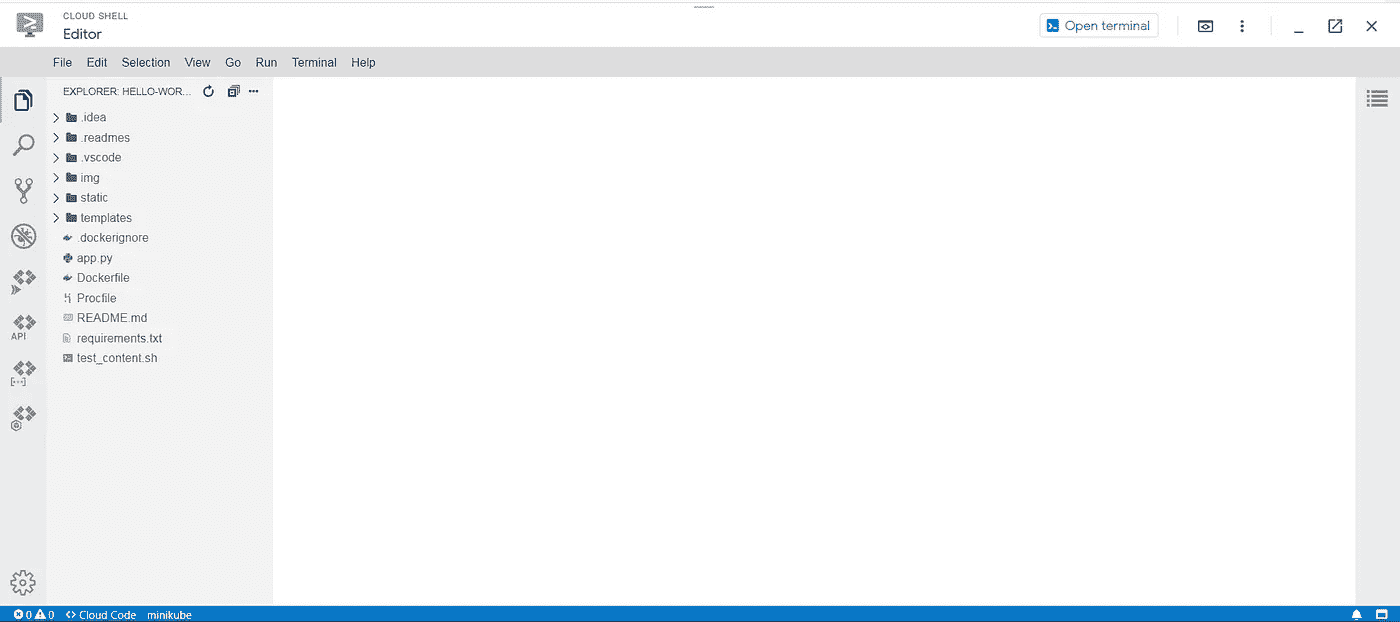 CLOUD SHELL
Editor
Open terminal
File Edit Selection View Go Run Terminal Help
EXPLORER: HELLO-WOR...
.idea
.readmes
.vscode
img
static
templates
.dockerignore
app.py
Dockerfile
Procfile
README.md
requirements.txt
test_content.sh
API
0 0 Cloud Code minikube